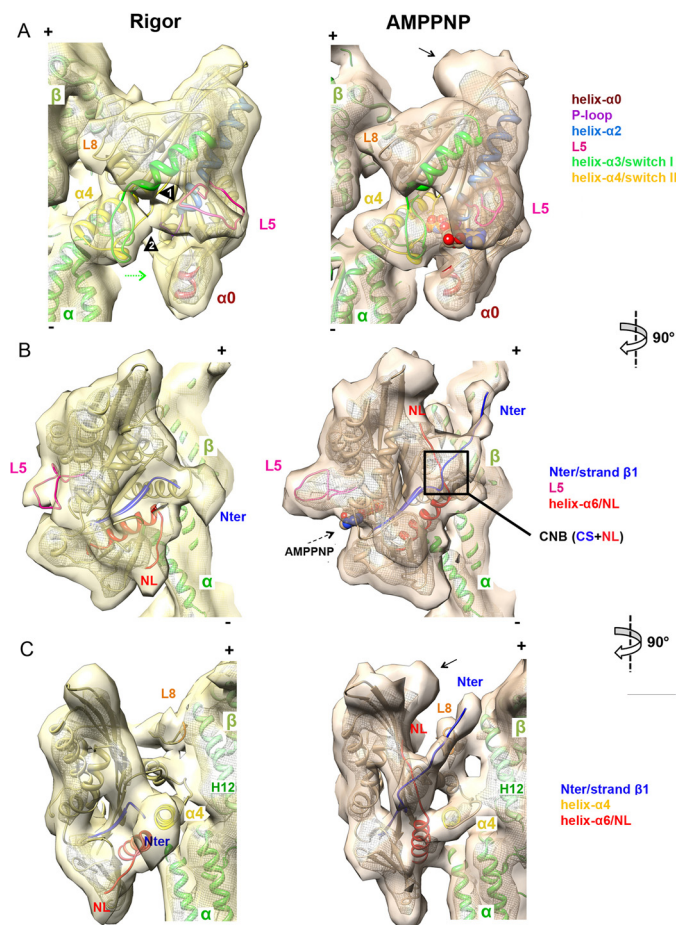 Rigor
AMPPNP
A
+
+
β
β
L8
L8
α4
α4
1
2
L5
L5
α
α
α0
α0
-
-
helix-α0
P-loop
helix-α2
L5
helix-α3/switch I
helix-α4/switch II
90°
B
+
+
L5
L5
β
β
NL
Nter
Nter
NL
α
α
AMPPNP
-
-
Nter/strand β1
L5
helix-α6/NL
CNB (CS+NL)
90°
C
+
+
L8
L8
β
β
NL
Nter
H12
H12
α4
α4
Nter
NL
α
α
Nter/strand β1
helix-α4
helix-α6/NL